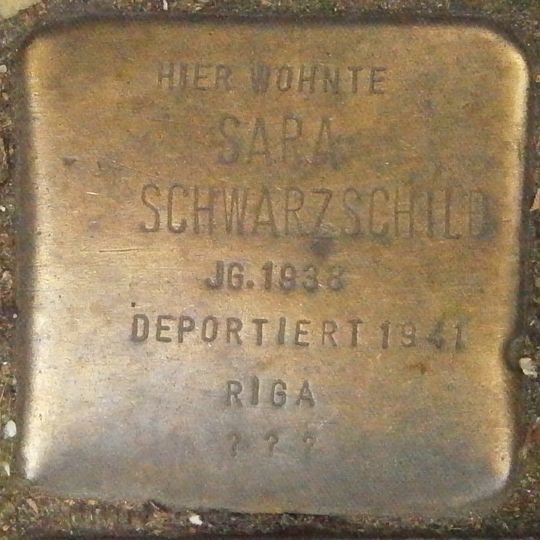 HIER WOHNTE
SARA
SCHWARZSCHILD
JG. 1938
DEPORTIERT 1941
RIGA
? ? ?